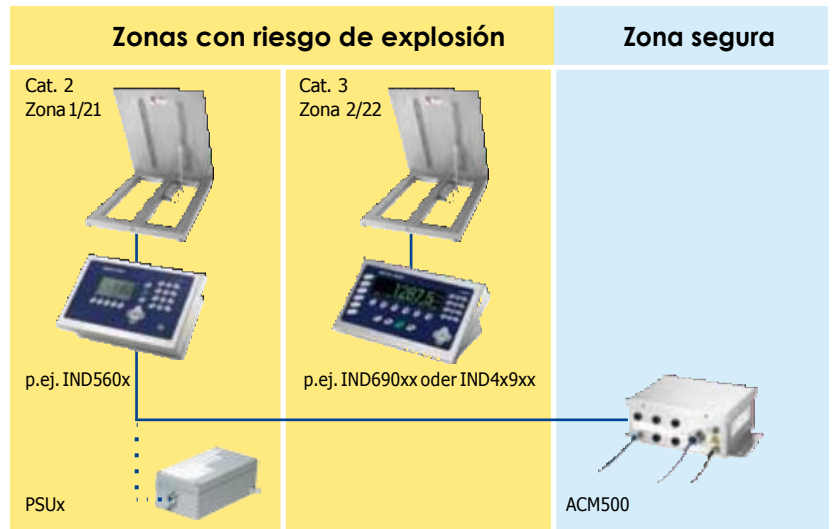 Zonas con riesgo de explosión
Zona segura
Cat. 2
Zona 1/21
Cat. 3
Zona 2/22
p.ej. IND560x
p.ej. IND690xx oder IND4x9xx
PSUx
ACM500